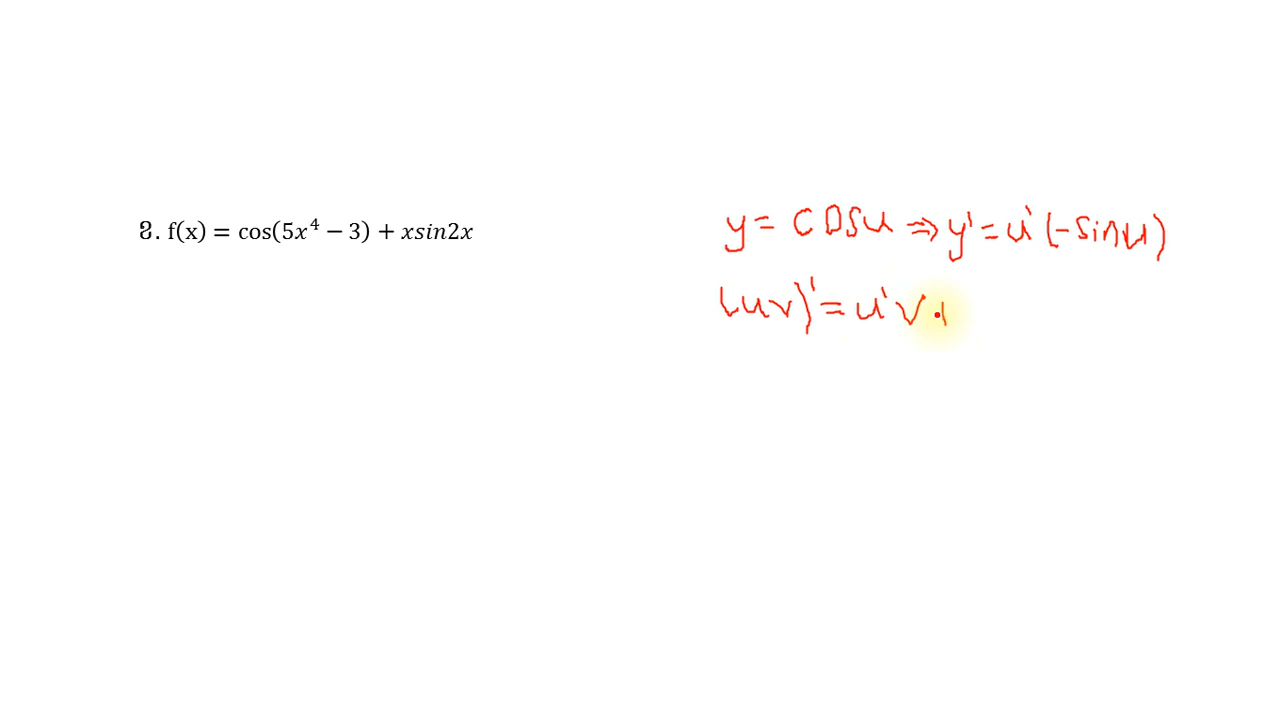 8. f(x) = cos(5x⁴ − 3) + xsin2x
y = cosu ⇒ y' = u'(-sinu)
(uv)' = u'v